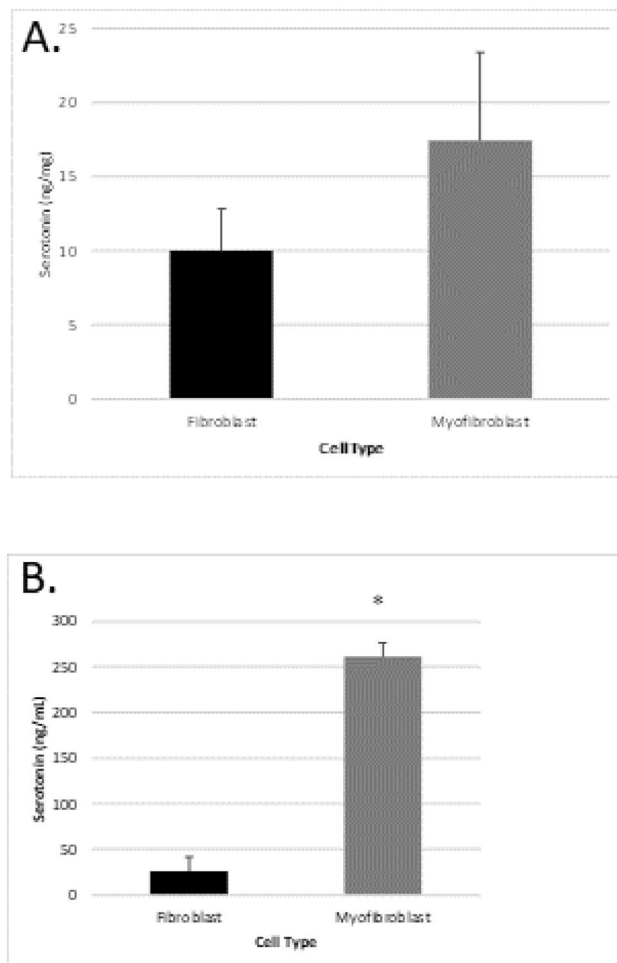 A.
25
20
15
10
5
0
Serotonin (ng/mg)
Fibroblast Myofibroblast
Cell Type
B.
*
300
250
200
150
100
50
0
Serotonin (ng/mL)
Fibroblast Myofibroblast
Cell Type